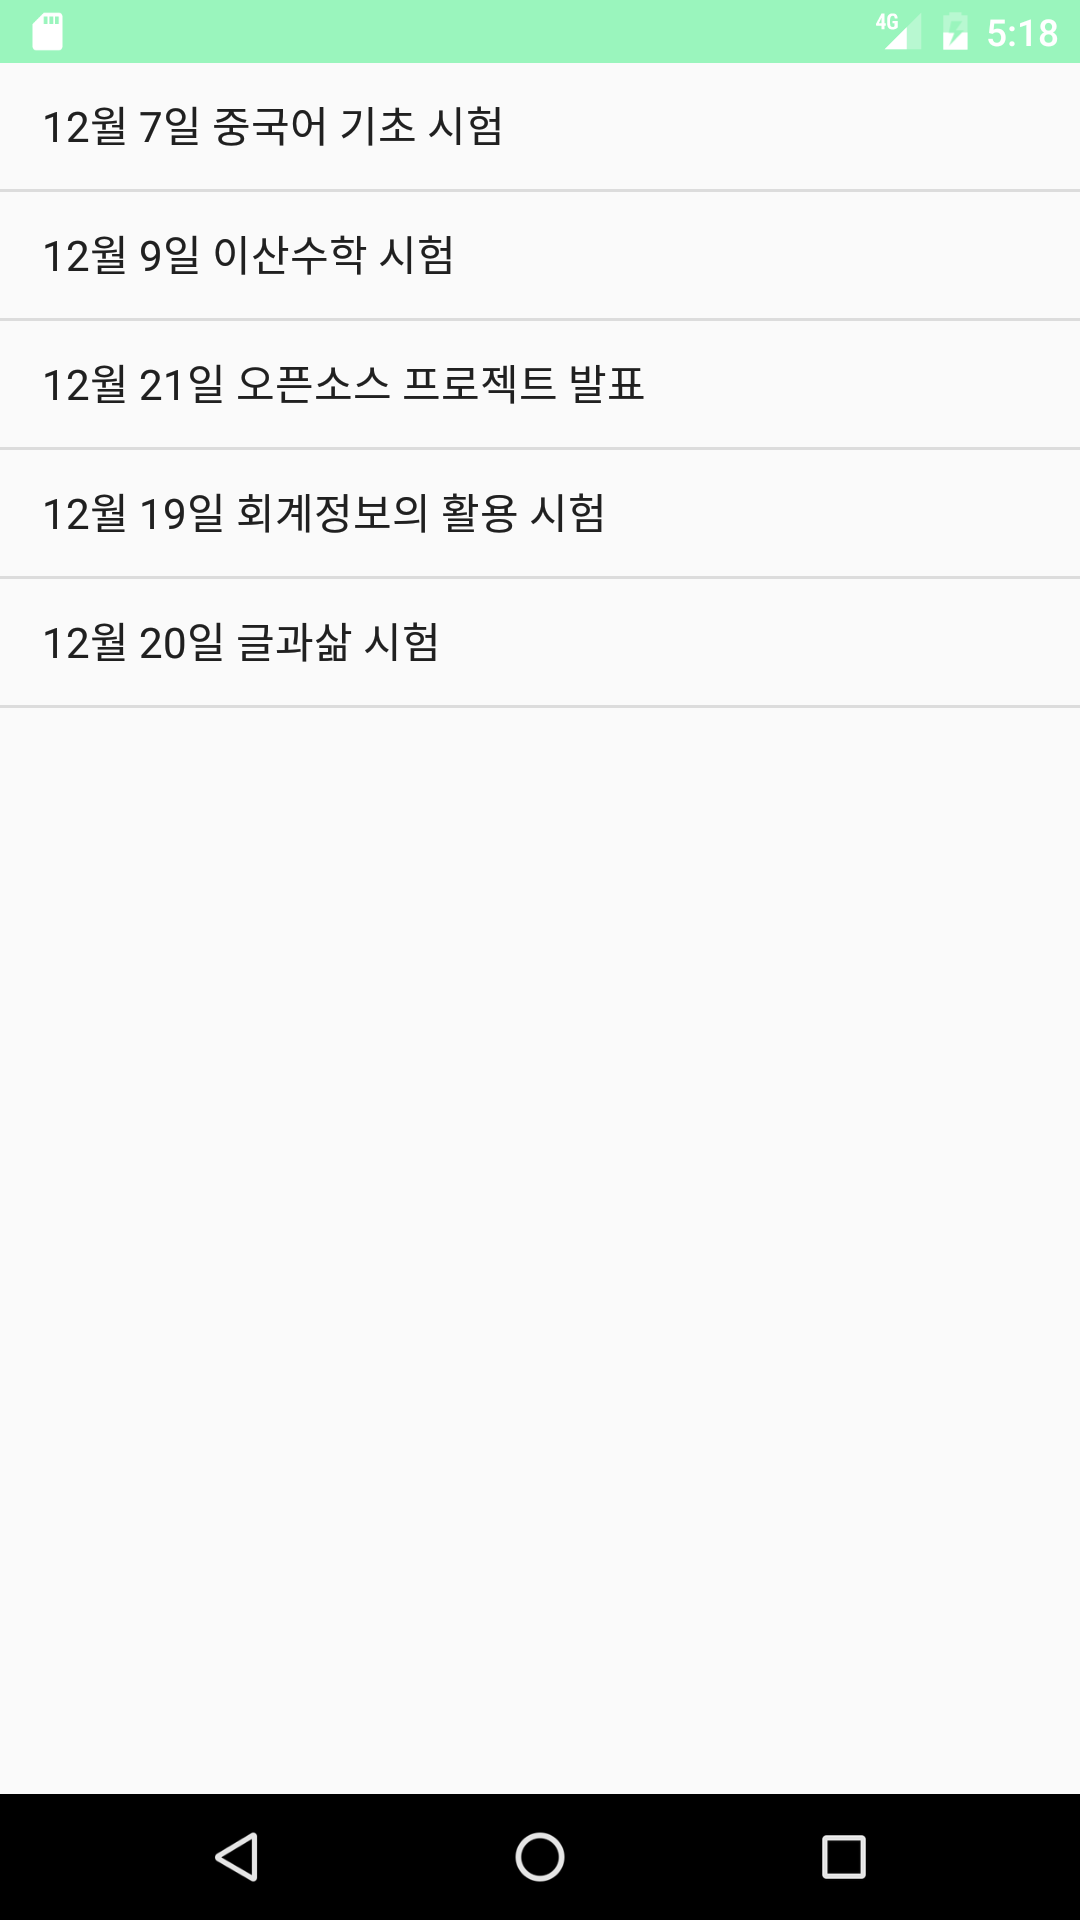 4G 5:18
12월 7일 중국어 기초 시험
12월 9일 이산수학 시험
12월 21일 오픈소스 프로젝트 발표
12월 19일 회계정보의 활용 시험
12월 20일 글과삶 시험